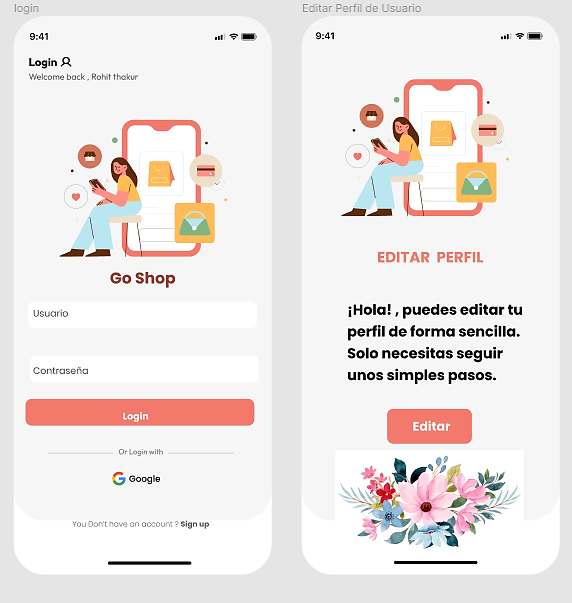 login
9:41
Login
Welcome back , Rohit thakur
Go Shop
Usuario
Contraseña
Login
Or Login with
Google
You Don't have an account ? Sign up
Editar Perfil de Usuario
9:41
EDITAR PERFIL
¡Hola! , puedes editar tu
perfil de forma sencilla.
Solo necesitas seguir
unos simples pasos.
Editar